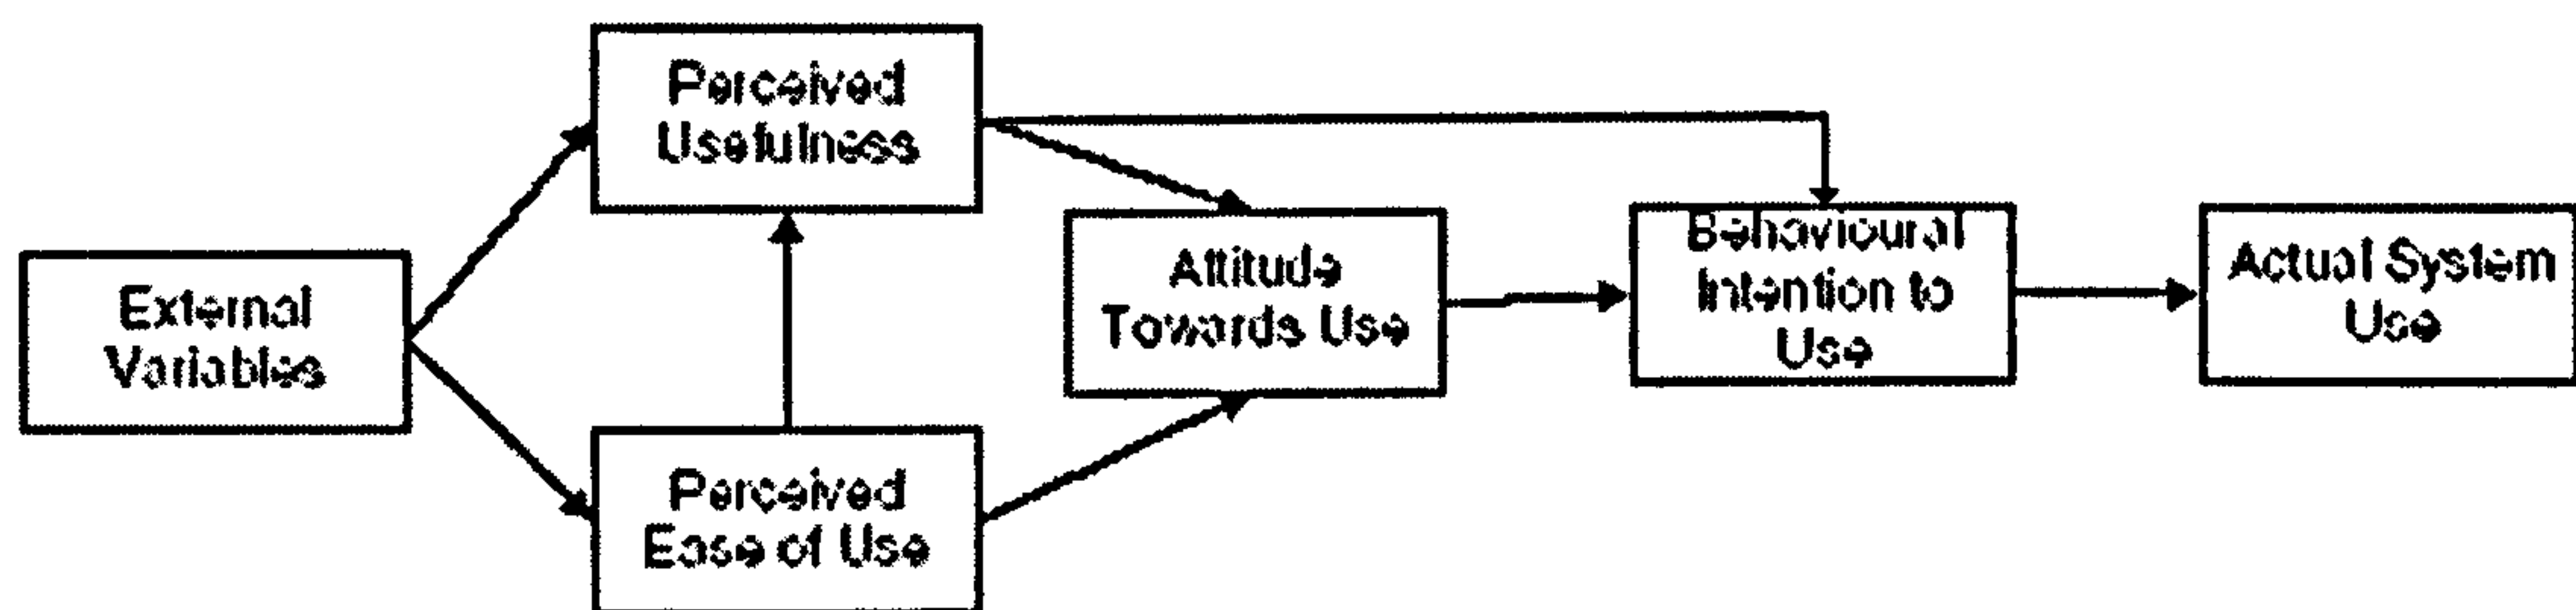 Perceived
Usefulness
External
Variables
Perceived
Ease of Use
Attitude
Towards Use
Behavioural
Intention to
Use
Actual System
Use